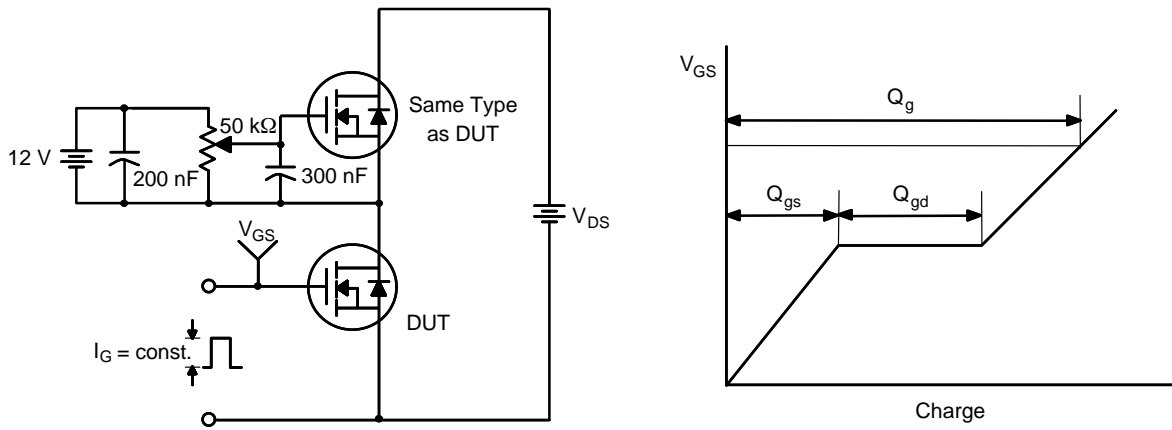 12 V
200 nF
50 kΩ
300 nF
Same Type
as DUT
V_DS
V_GS
DUT
I_G = const.
V_GS
Q_g
Q_gs
Q_gd
Charge